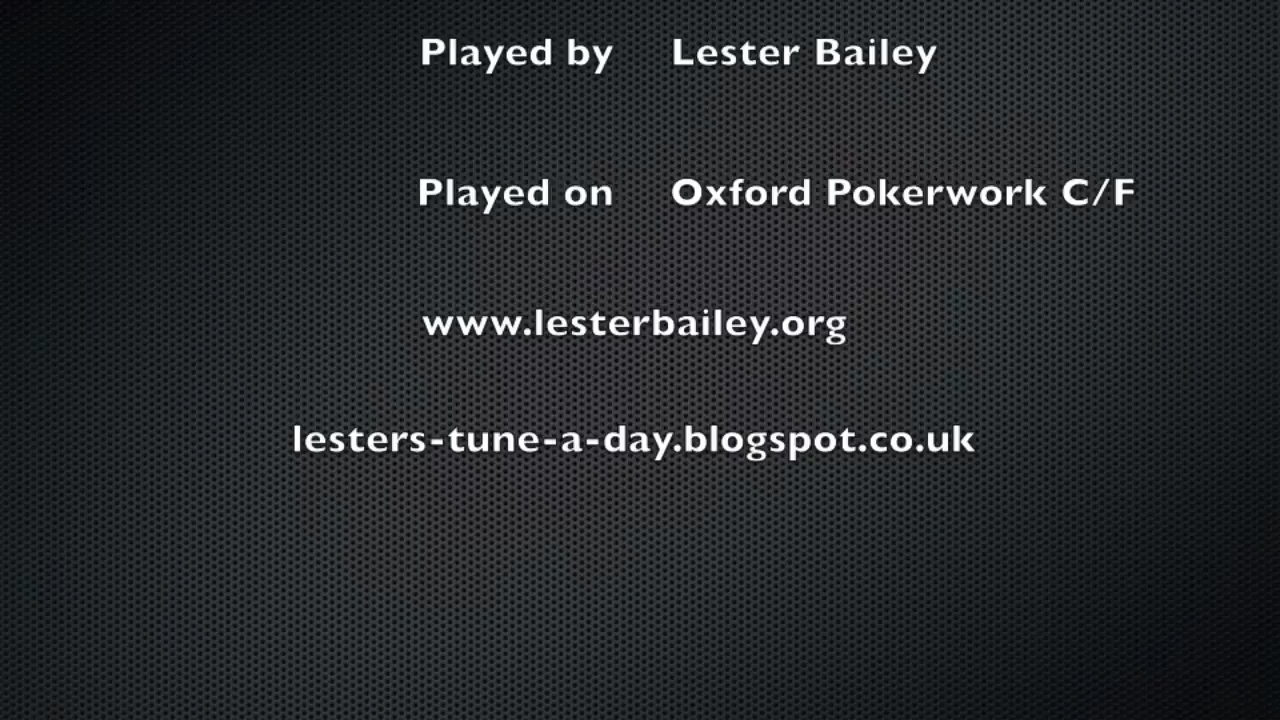 Played by Lester Bailey
Played on Oxford Pokerwork C/F
www.lesterbailey.org
lesters-tune-a-day.blogspot.co.uk